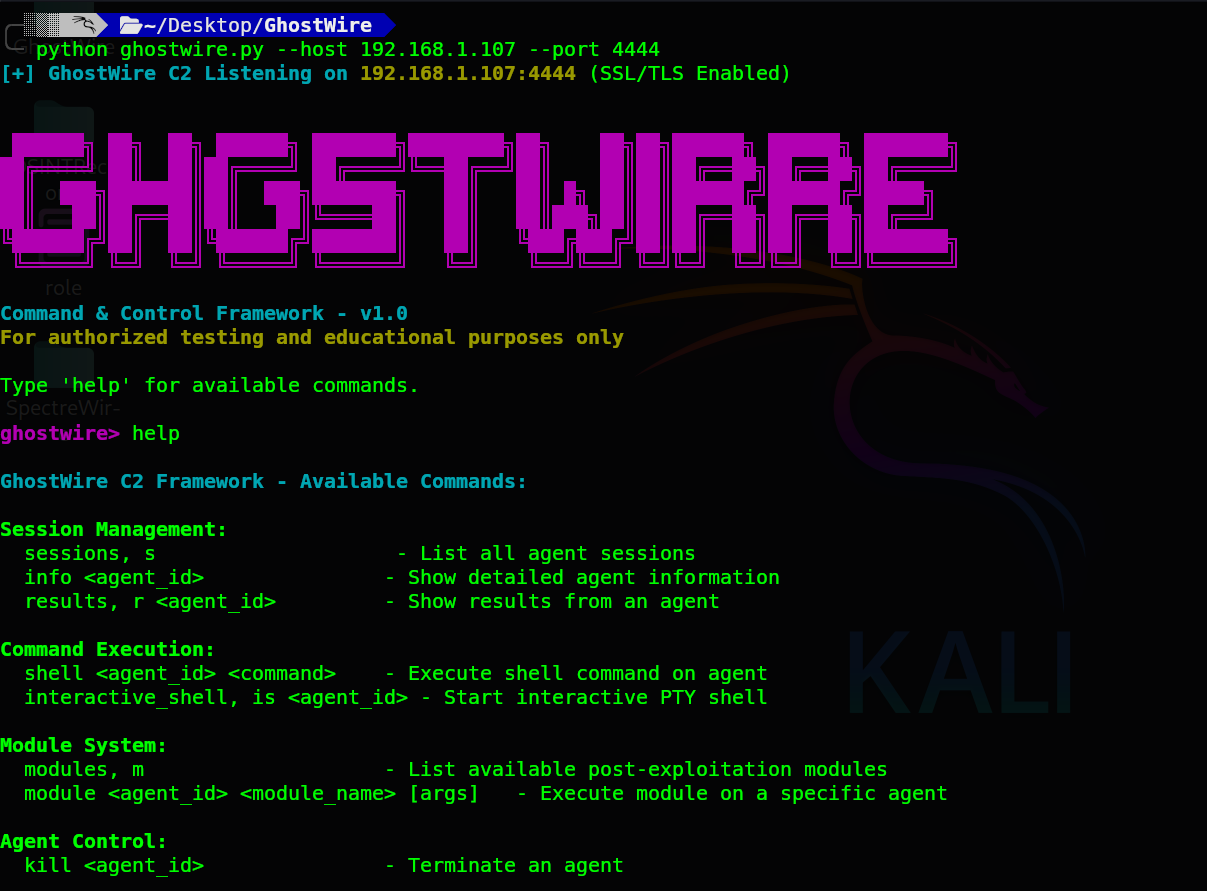 ~/Desktop/GhostWire
python ghostwire.py --host 192.168.1.107 --port 4444
[+] GhostWire C2 Listening on 192.168.1.107:4444 (SSL/TLS Enabled)
GHGSTWIRRE
role
Command & Control Framework - v1.0
For authorized testing and educational purposes only
Type 'help' for available commands.
SpectreWir-
ghostwire> help
GhostWire C2 Framework - Available Commands:
Session Management:
sessions, s - List all agent sessions
info <agent_id> - Show detailed agent information
results, r <agent_id> - Show results from an agent
Command Execution:
shell <agent_id> <command> - Execute shell command on agent
interactive_shell, is <agent_id> - Start interactive PTY shell
KALI
Module System:
modules, m - List available post-exploitation modules
module <agent_id> <module_name> [args] - Execute module on a specific agent
Agent Control:
kill <agent_id> - Terminate an agent